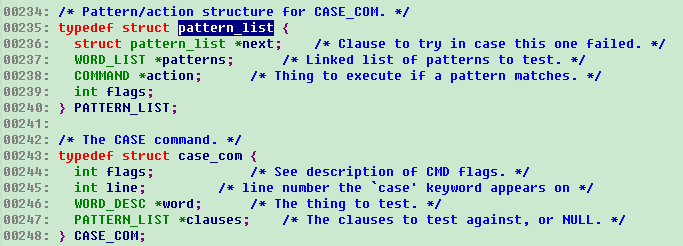 00234: /* Pattern/action structure for CASE_COM. */
00235: typedef struct pattern_list {
00236:   struct pattern_list *next;    /* Clause to try in case this one failed. */
00237:   WORD_LIST *patterns;      /* Linked list of patterns to test. */
00238:   COMMAND *action;      /* Thing to execute if a pattern matches. */
00239:   int flags;
00240: } PATTERN_LIST;
00241:
00242: /* The CASE command. */
00243: typedef struct case_com {
00244:   int flags;            /* See description of CMD flags. */
00245:   int line;         /* line number the `case' keyword appears on */
00246:   WORD_DESC *word;      /* The thing to test. */
00247:   PATTERN_LIST *clauses;    /* The clauses to test against, or NULL. */
00248: } CASE_COM;